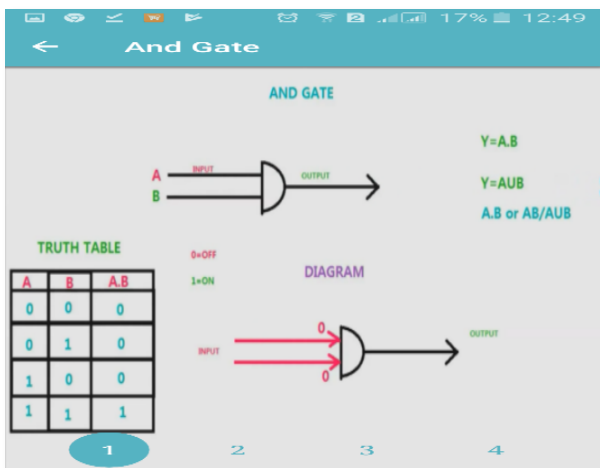 17% 12:49
And Gate
AND GATE
Y=A.B
A INPUT OUTPUT
B
Y=AUB
A.B or AB/AUB
TRUTH TABLE
0=OFF
1=ON
DIAGRAM
A B A.B
0 0 0
0 1 0
1 0 0
1 1 1
0
INPUT OUTPUT
0
1 2 3 4